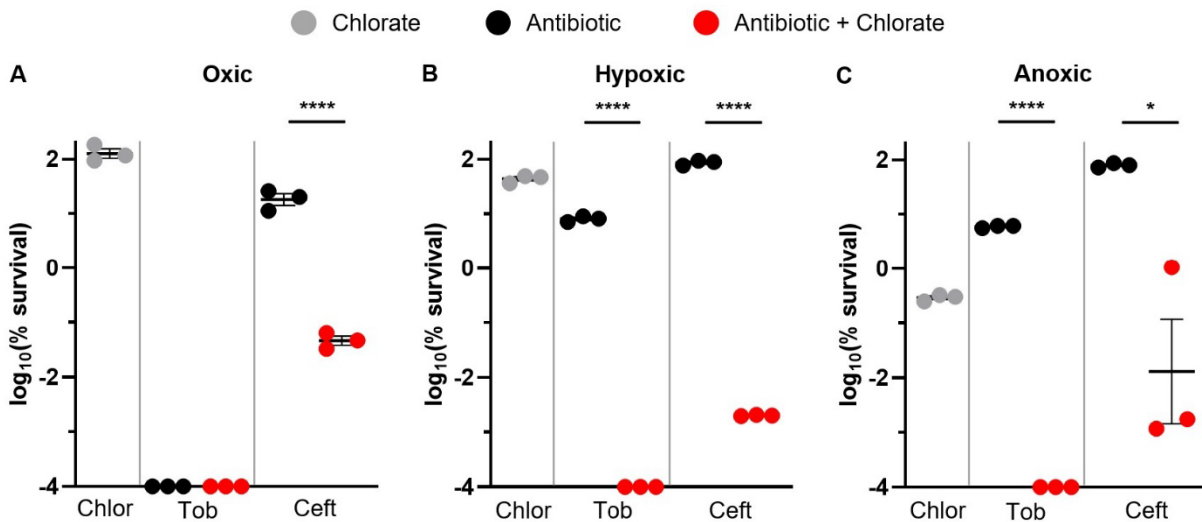 Chlorate Antibiotic Antibiotic + Chlorate
A Oxic
****
log10(% survival)
2
0
-2
-4
Chlor Tob Ceft
B Hypoxic
**** ****
log10(% survival)
2
0
-2
-4
Chlor Tob Ceft
C Anoxic
**** *
log10(% survival)
2
0
-2
-4
Chlor Tob Ceft